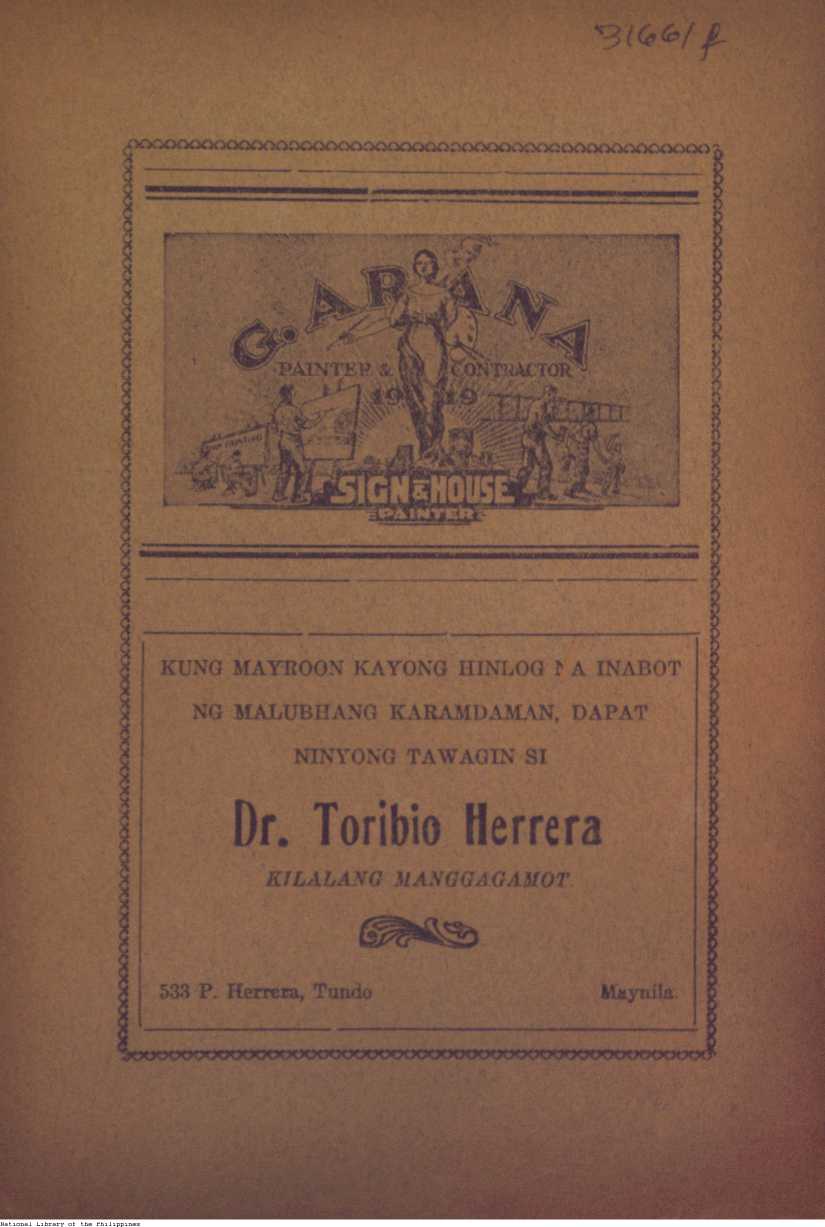 31661 f
G. ARANA
PAINTER & CONTRACTOR
1919
SIGN & HOUSE
PAINTER
KUNG MAYROON KAYONG HINLOG NA INABOT
NG MALUBHANG KARAMDAMAN, DAPAT
NINYONG TAWAGIN SI
Dr. Toribio Herrera
KILALANG MANGGAGAMOT.
533 P. Herrera, Tundo Maynila.
National Library of the Philippines